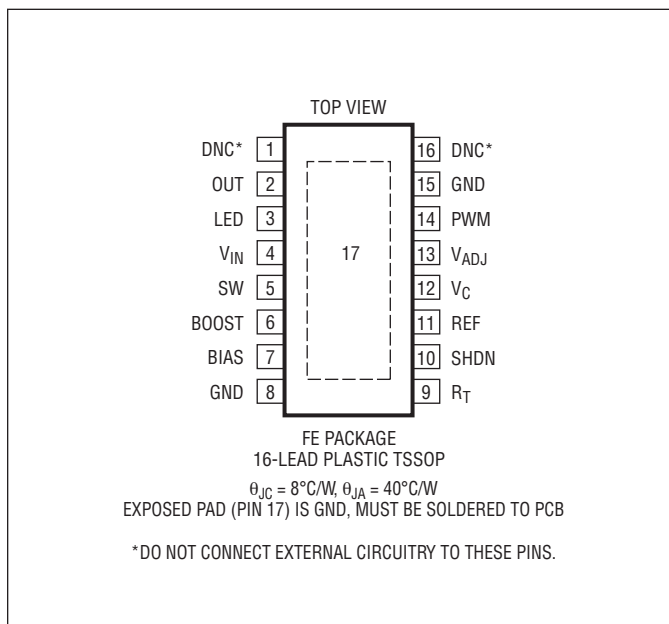 TOP VIEW
DNC* 1 16 DNC*
OUT 2 15 GND
LED 3 14 PWM
VIN 4 17 13 VADJ
SW 5 12 VC
BOOST 6 11 REF
BIAS 7 10 SHDN
GND 8 9 RT
FE PACKAGE
16-LEAD PLASTIC TSSOP
θJC = 8°C/W, θJA = 40°C/W
EXPOSED PAD (PIN 17) IS GND, MUST BE SOLDERED TO PCB
*DO NOT CONNECT EXTERNAL CIRCUITRY TO THESE PINS.